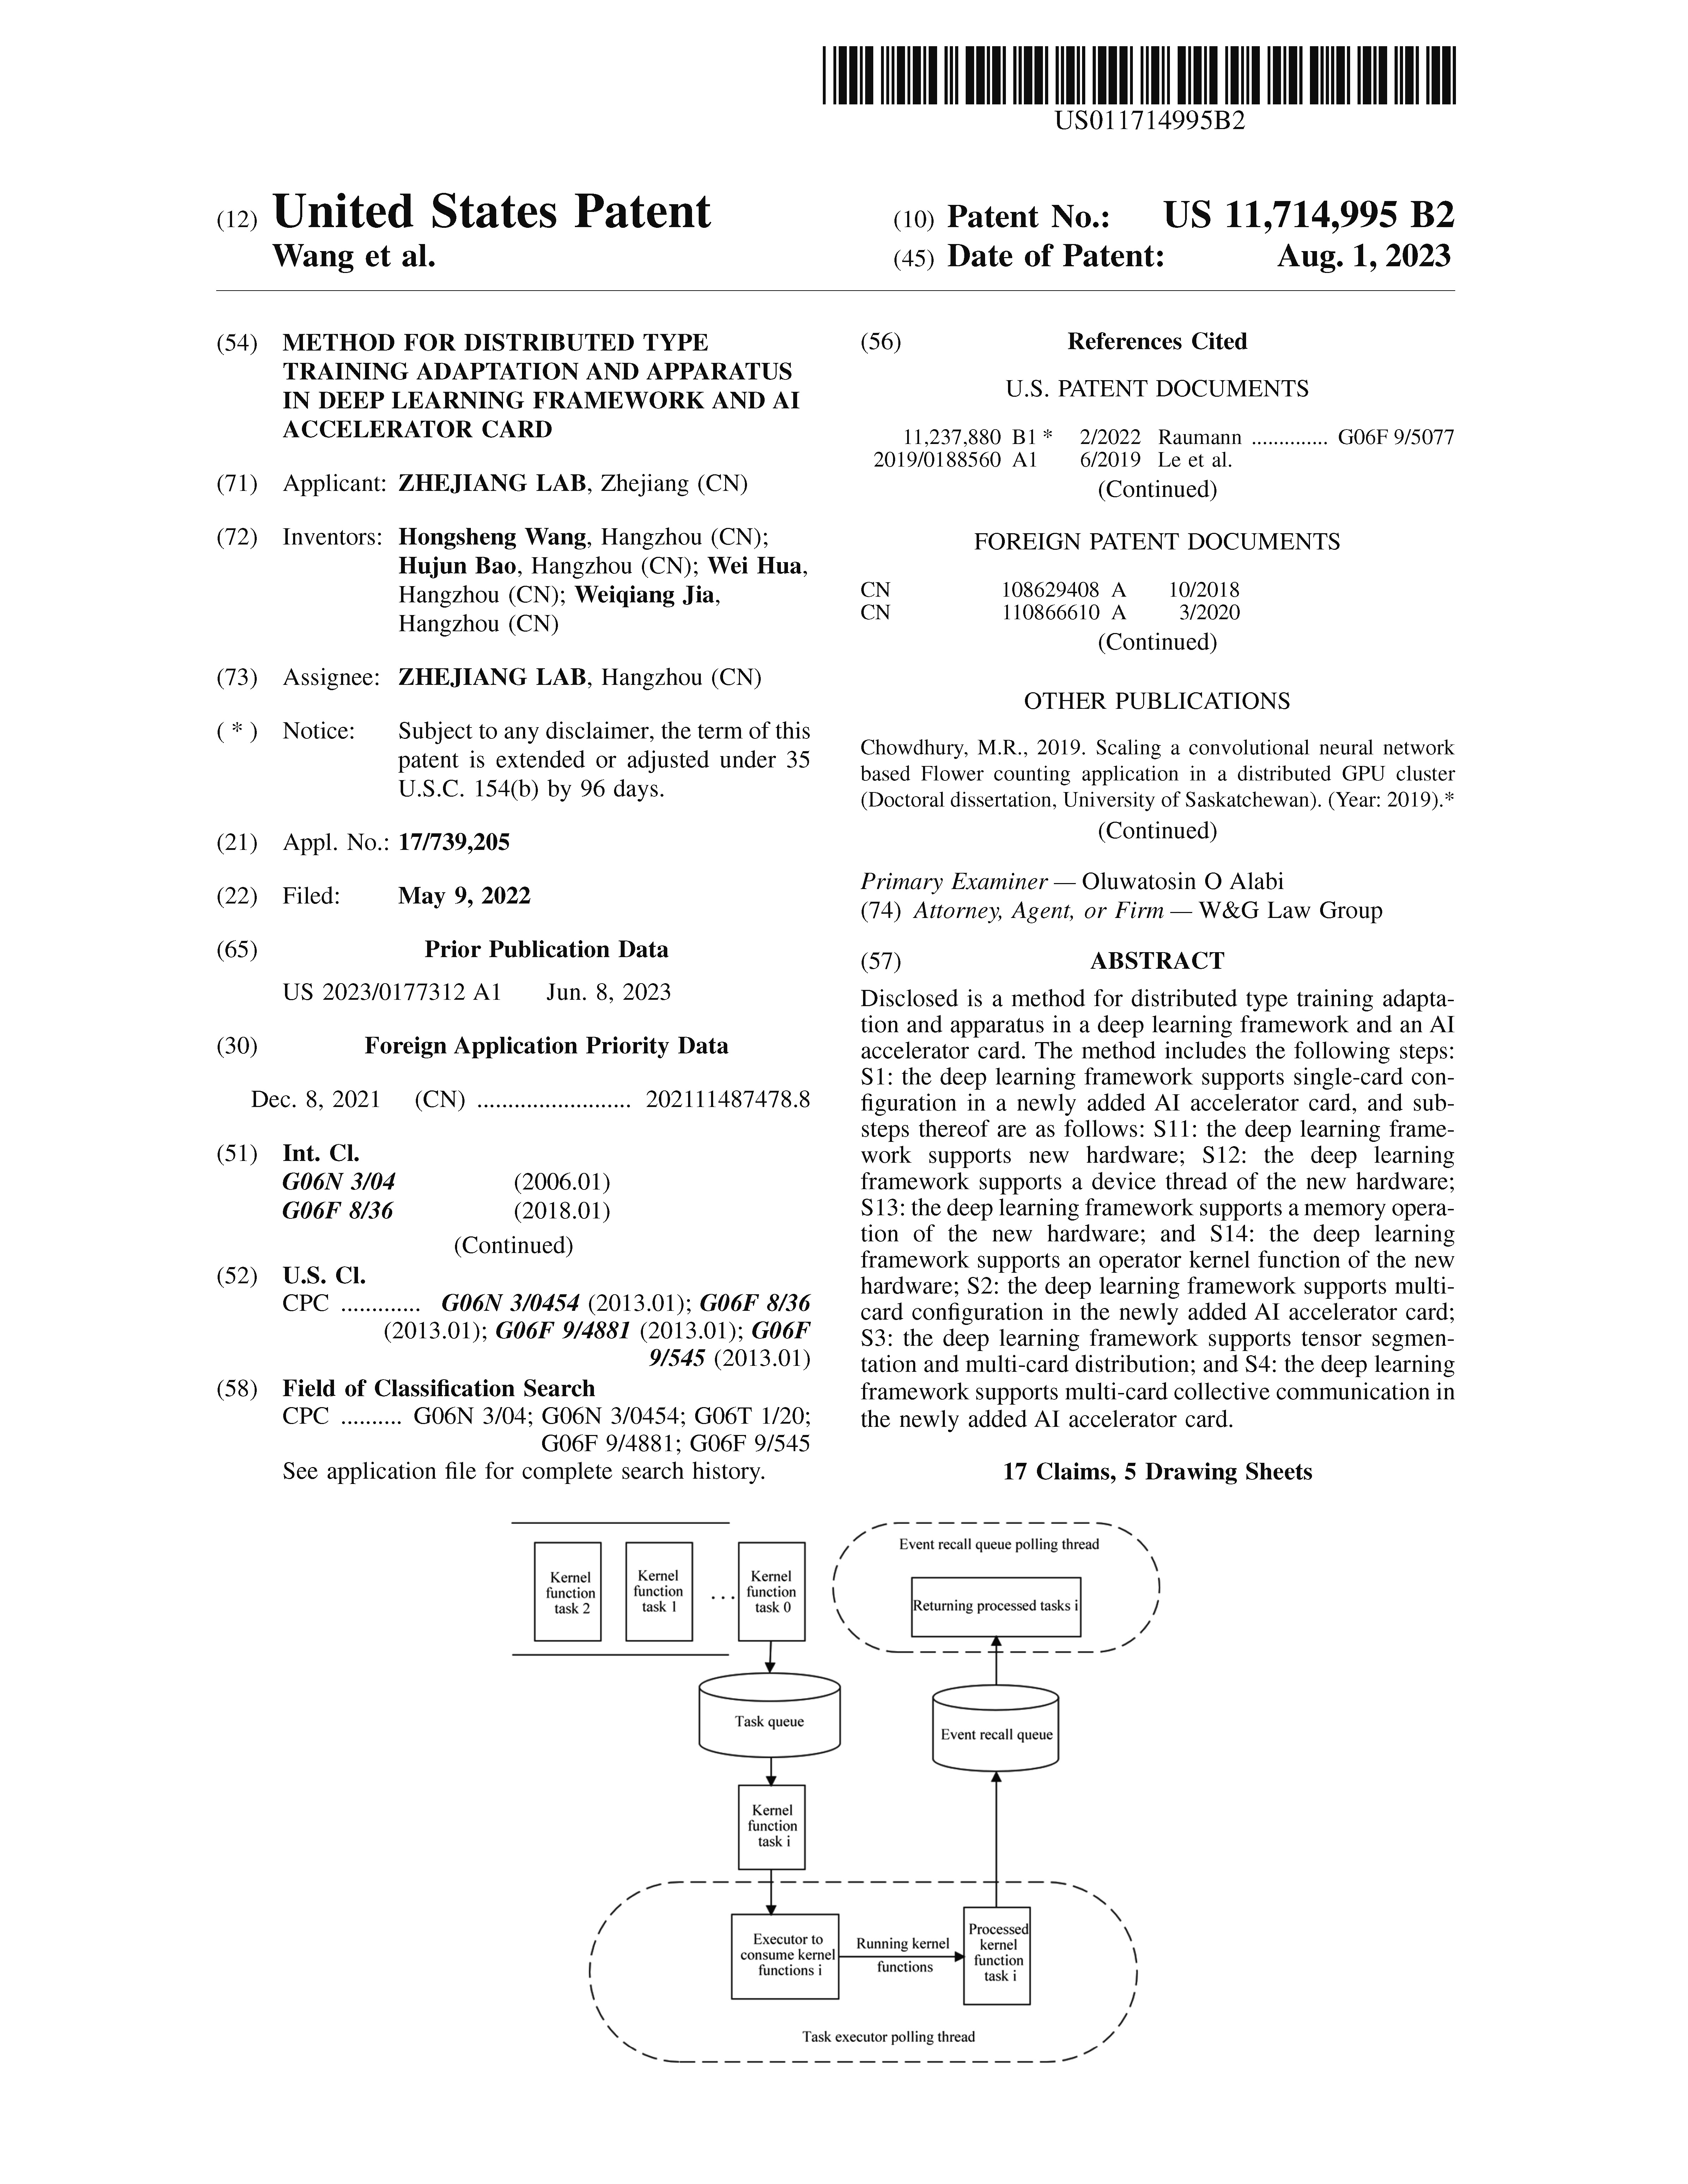 US011714995B2
(12) United States Patent
Wang et al.
(10) Patent No.: US 11,714,995 B2
(45) Date of Patent: Aug. 1, 2023
(54) METHOD FOR DISTRIBUTED TYPE
TRAINING ADAPTATION AND APPARATUS
IN DEEP LEARNING FRAMEWORK AND AI
ACCELERATOR CARD
(71) Applicant: ZHEJIANG LAB, Zhejiang (CN)
(72) Inventors: Hongsheng Wang, Hangzhou (CN);
Hujun Bao, Hangzhou (CN); Wei Hua,
Hangzhou (CN); Weiqiang Jia,
Hangzhou (CN)
(73) Assignee: ZHEJIANG LAB, Hangzhou (CN)
( * ) Notice: Subject to any disclaimer, the term of this
patent is extended or adjusted under 35
U.S.C. 154(b) by 96 days.
(21) Appl. No.: 17/739,205
(22) Filed: May 9, 2022
(65) Prior Publication Data
US 2023/0177312 A1 Jun. 8, 2023
(30) Foreign Application Priority Data
Dec. 8, 2021 (CN) ........................ 202111487478.8
(51) Int. Cl.
G06N 3/04 (2006.01)
G06F 8/36 (2018.01)
(Continued)
(52) U.S. Cl.
CPC ............. G06N 3/0454 (2013.01); G06F 8/36
(2013.01); G06F 9/4881 (2013.01); G06F
9/545 (2013.01)
(58) Field of Classification Search
CPC .......... G06N 3/04; G06N 3/0454; G06T 1/20;
G06F 9/4881; G06F 9/545
See application file for complete search history.
(56) References Cited
U.S. PATENT DOCUMENTS
11,237,880 B1 * 2/2022 Raumann .............. G06F 9/5077
2019/0188560 A1 6/2019 Le et al.
(Continued)
FOREIGN PATENT DOCUMENTS
CN 108629408 A 10/2018
CN 110866610 A 3/2020
(Continued)
OTHER PUBLICATIONS
Chowdhury, M.R., 2019. Scaling a convolutional neural network
based Flower counting application in a distributed GPU cluster
(Doctoral dissertation, University of Saskatchewan). (Year: 2019).*
(Continued)
Primary Examiner — Oluwatosin O Alabi
(74) Attorney, Agent, or Firm — W&G Law Group
(57) ABSTRACT
Disclosed is a method for distributed type training adapta-
tion and apparatus in a deep learning framework and an AI
accelerator card. The method includes the following steps:
S1: the deep learning framework supports single-card con-
figuration in a newly added AI accelerator card, and sub-
steps thereof are as follows: S11: the deep learning frame-
work supports new hardware; S12: the deep learning
framework supports a device thread of the new hardware;
S13: the deep learning framework supports a memory opera-
tion of the new hardware; and S14: the deep learning
framework supports an operator kernel function of the new
hardware; S2: the deep learning framework supports multi-
card configuration in the newly added AI accelerator card;
S3: the deep learning framework supports tensor segmen-
tation and multi-card distribution; and S4: the deep learning
framework supports multi-card collective communication in
the newly added AI accelerator card.
17 Claims, 5 Drawing Sheets
Kernel
function
task 2
Kernel
function
task 1
...
Kernel
function
task 0
Event recall queue polling thread
Returning processed tasks i
Task queue
Event recall queue
Kernel
function
task i
Executor to
consume kernel
functions i
Running kernel
functions
Processed
kernel
function
task i
Task executor polling thread